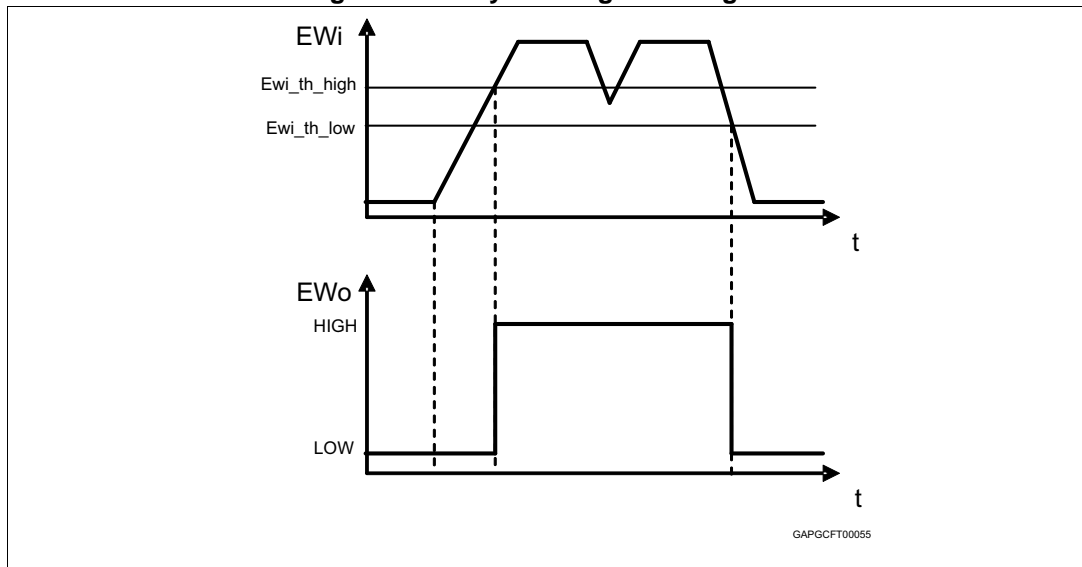 EWi
Ewi_th_high
Ewi_th_low
t
EWo
HIGH
LOW
t
GAPGCFT00055